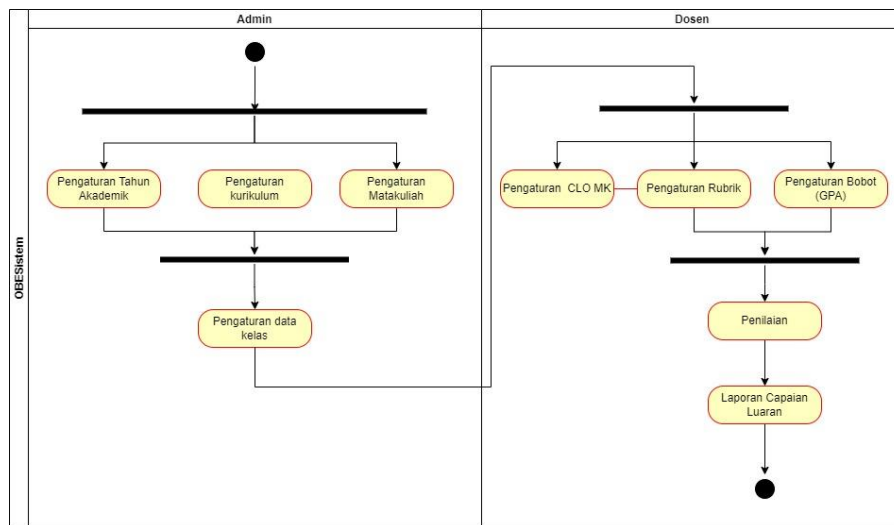 Admin
Dosen
OBESistem
Pengaturan Tahun
Akademik
Pengaturan
kurikulum
Pengaturan
Matakuliah
Pengaturan data
kelas
Pengaturan CLO MK
Pengaturan Rubrik
Pengaturan Bobot
(GPA)
Penilaian
Laporan Capaian
Luaran